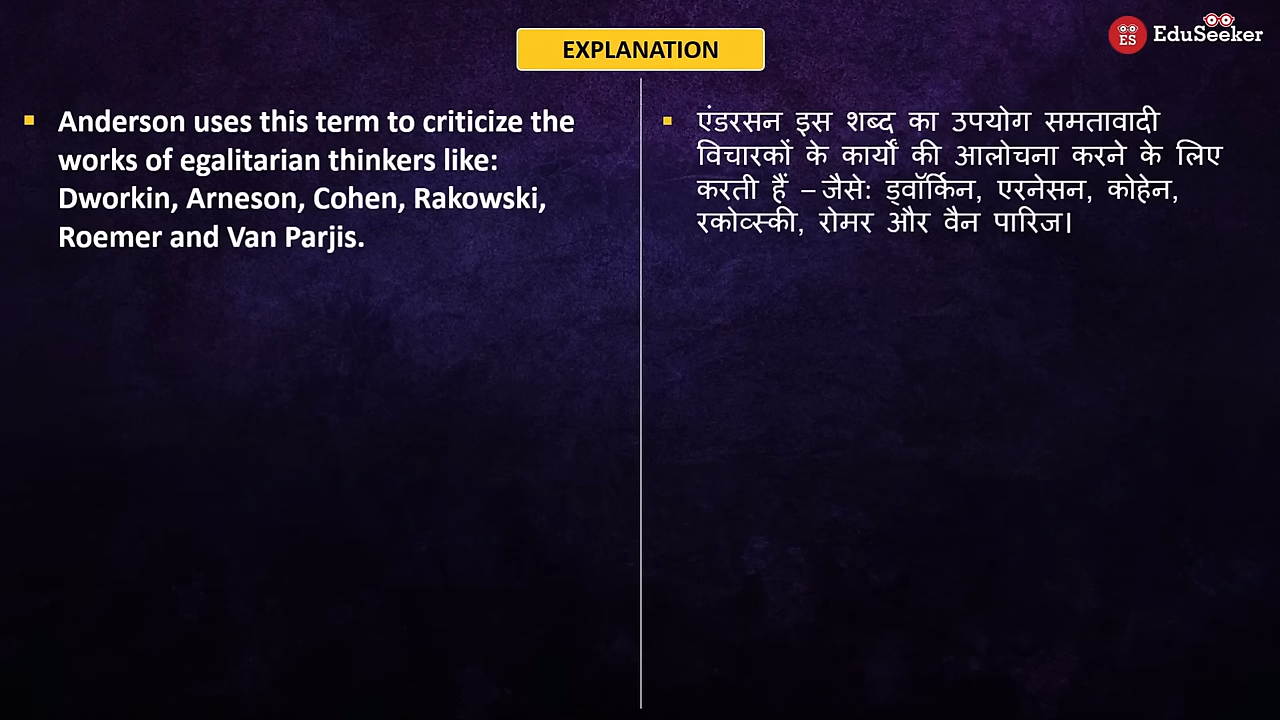 EXPLANATION
ES EduSeeker
▪ Anderson uses this term to criticize the
works of egalitarian thinkers like:
Dworkin, Arneson, Cohen, Rakowski,
Roemer and Van Parjis.
▪ एंडरसन इस शब्द का उपयोग समतावादी
विचारकों के कार्यों की आलोचना करने के लिए
करती हैं – जैसे: ड्वॉर्किन, एरनेसन, कोहेन,
रकोव्स्की, रोमर और वैन पारिज।